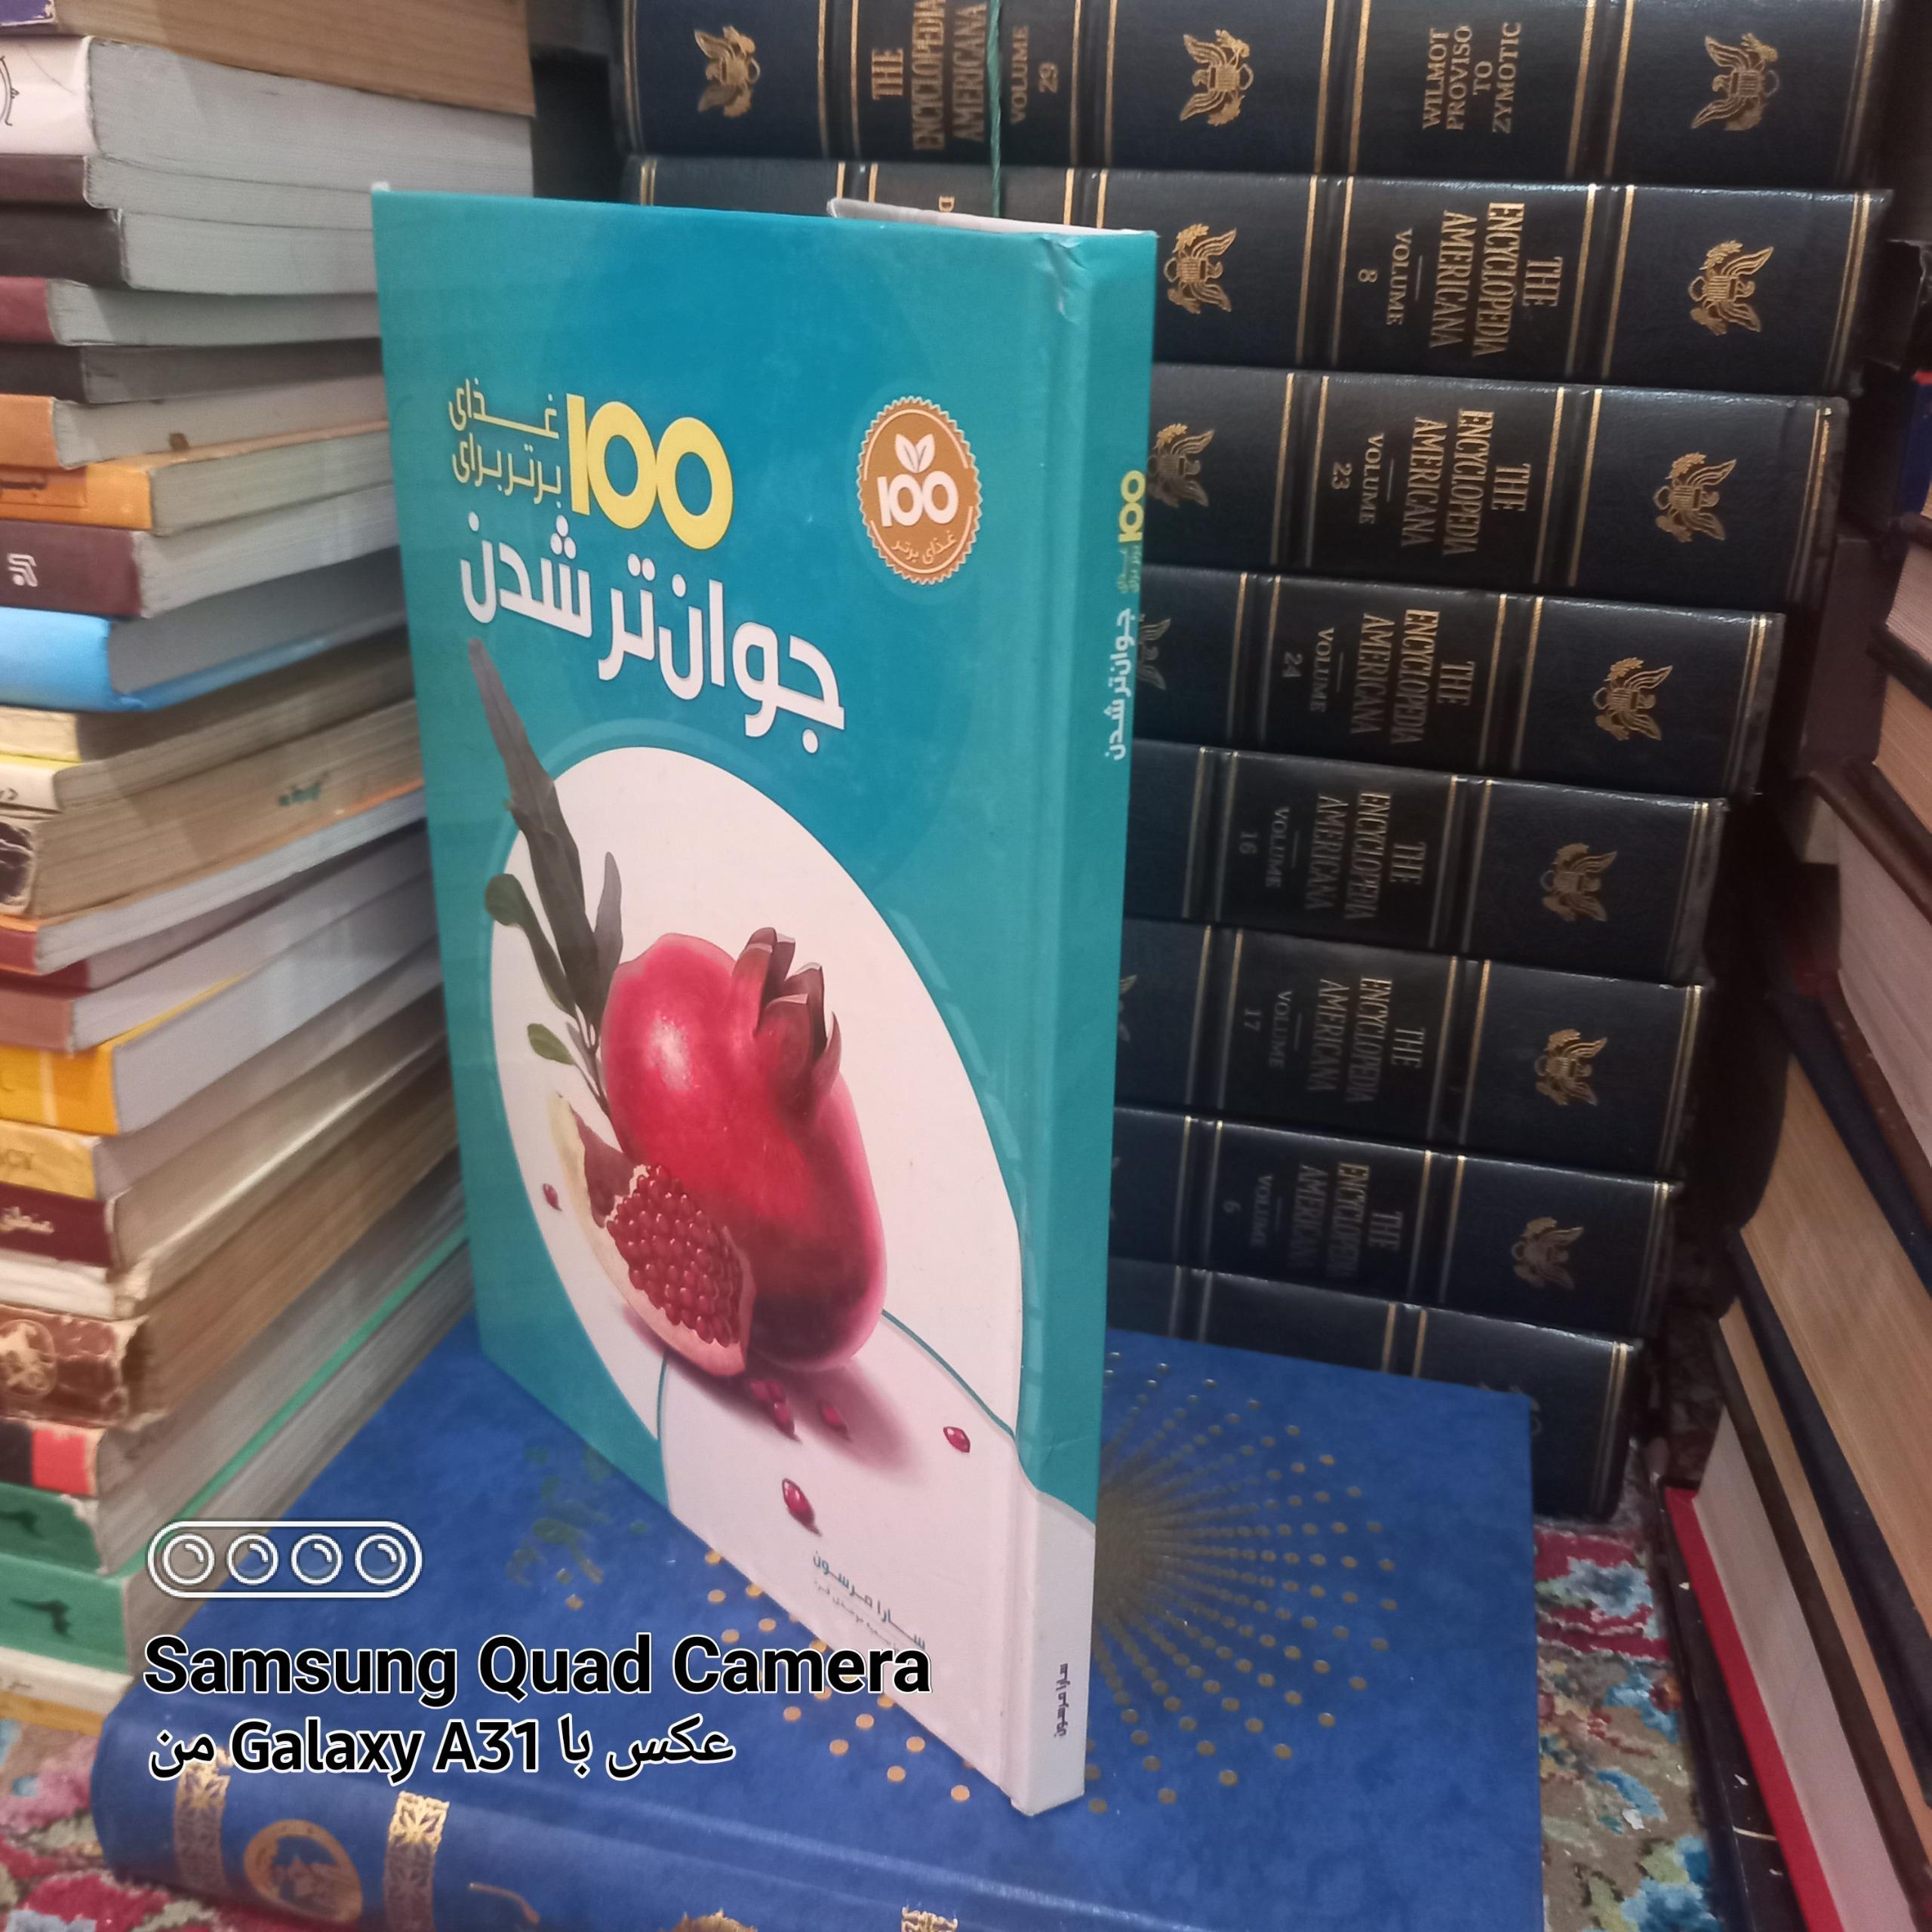 THE
ENCYCLOPEDIA
AMERICANA
VOLUME
29
WILMOT
PROVISO
TO
ZYMOTIC
THE
ENCYCLOPEDIA
AMERICANA
VOLUME
8
THE
ENCYCLOPEDIA
AMERICANA
VOLUME
23
THE
ENCYCLOPEDIA
AMERICANA
VOLUME
24
THE
ENCYCLOPEDIA
AMERICANA
VOLUME
16
THE
ENCYCLOPEDIA
AMERICANA
VOLUME
17
THE
ENCYCLOPEDIA
AMERICANA
VOLUME
6
100 غذای
برتر برای
جوان‌تر شدن
100
غذای برتر
سارا مرسون
100 غذای
برتر برای
جوان‌تر شدن
سارا مرسون
Samsung Quad Camera
عکس با Galaxy A31 من